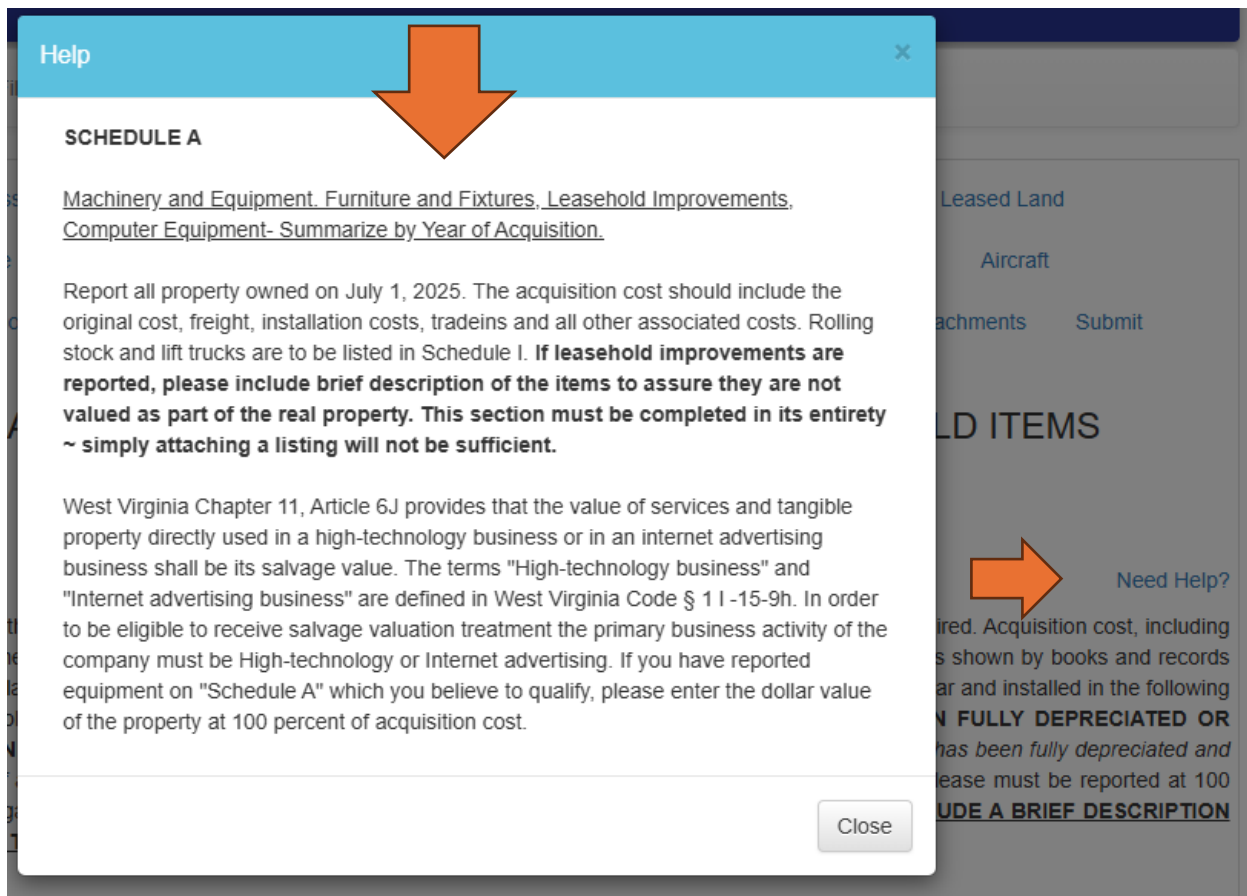 Help
×
SCHEDULE A
Machinery and Equipment. Furniture and Fixtures, Leasehold Improvements,
Computer Equipment- Summarize by Year of Acquisition.
Report all property owned on July 1, 2025. The acquisition cost should include the
original cost, freight, installation costs, tradeins and all other associated costs. Rolling
stock and lift trucks are to be listed in Schedule I. If leasehold improvements are
reported, please include brief description of the items to assure they are not
valued as part of the real property. This section must be completed in its entirety
~ simply attaching a listing will not be sufficient.
West Virginia Chapter 11, Article 6J provides that the value of services and tangible
property directly used in a high-technology business or in an internet advertising
business shall be its salvage value. The terms "High-technology business" and
"Internet advertising business" are defined in West Virginia Code § 1 I -15-9h. In order
to be eligible to receive salvage valuation treatment the primary business activity of the
company must be High-technology or Internet advertising. If you have reported
equipment on "Schedule A" which you believe to qualify, please enter the dollar value
of the property at 100 percent of acquisition cost.
Close
Leased Land
Aircraft
achments Submit
LD ITEMS
Need Help?
ired. Acquisition cost, including
s shown by books and records
ar and installed in the following
N FULLY DEPRECIATED OR
has been fully depreciated and
lease must be reported at 100
UDE A BRIEF DESCRIPTION